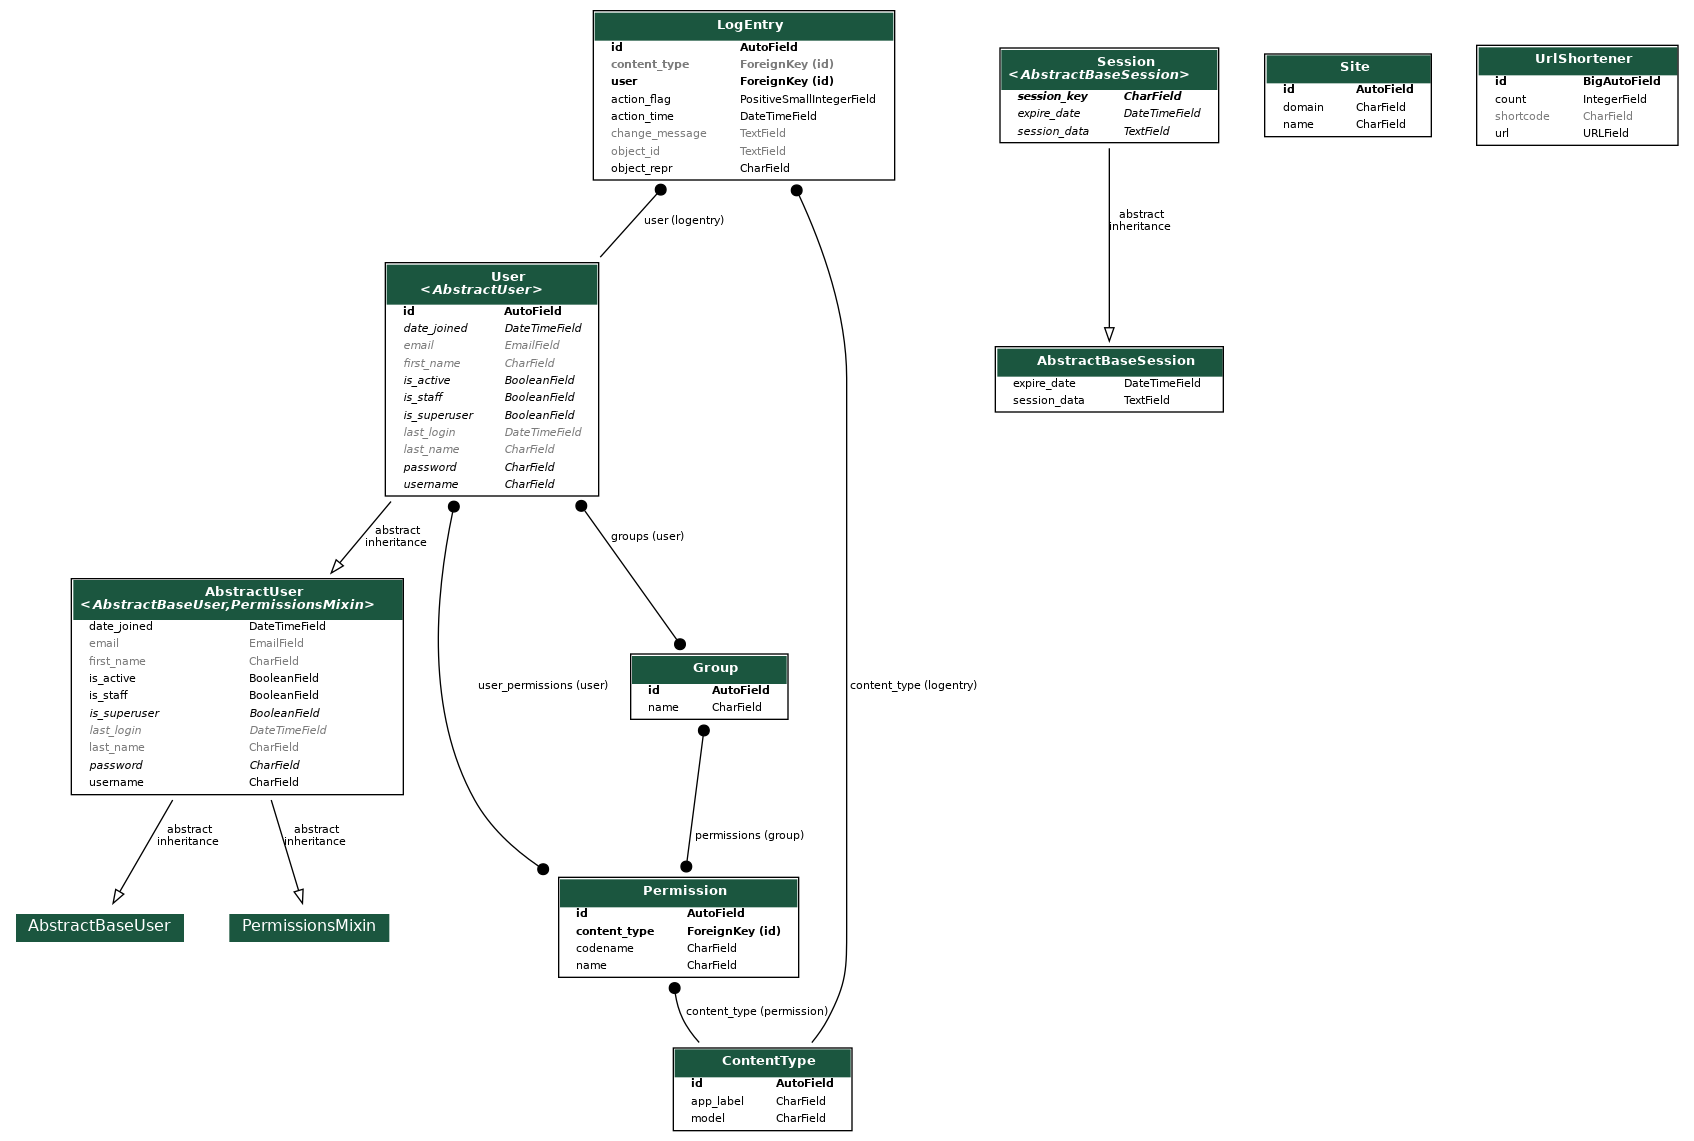 LogEntry
id AutoField
content_type ForeignKey (id)
user ForeignKey (id)
action_flag PositiveSmallIntegerField
action_time DateTimeField
change_message TextField
object_id TextField
object_repr CharField
Session
<AbstractBaseSession>
session_key CharField
expire_date DateTimeField
session_data TextField
Site
id AutoField
domain CharField
name CharField
UrlShortener
id BigAutoField
count IntegerField
shortcode CharField
url URLField
user (logentry)
abstract
inheritance
User
<AbstractUser>
id AutoField
date_joined DateTimeField
email EmailField
first_name CharField
is_active BooleanField
is_staff BooleanField
is_superuser BooleanField
last_login DateTimeField
last_name CharField
password CharField
username CharField
AbstractBaseSession
expire_date DateTimeField
session_data TextField
abstract
inheritance
groups (user)
AbstractUser
<AbstractBaseUser,PermissionsMixin>
date_joined DateTimeField
email EmailField
first_name CharField
is_active BooleanField
is_staff BooleanField
is_superuser BooleanField
last_login DateTimeField
last_name CharField
password CharField
username CharField
user_permissions (user)
Group
id AutoField
name CharField
content_type (logentry)
abstract
inheritance
abstract
inheritance
permissions (group)
AbstractBaseUser
PermissionsMixin
Permission
id AutoField
content_type ForeignKey (id)
codename CharField
name CharField
content_type (permission)
ContentType
id AutoField
app_label CharField
model CharField